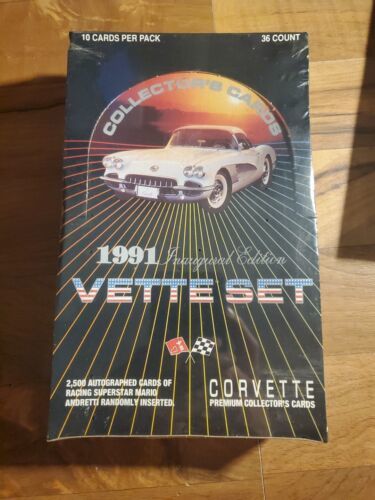 10 CARDS PER PACK
36 COUNT
COLLECTOR'S CARDS
1991 Inaugural Edition
VETTE SET
2,500 AUTOGRAPHED CARDS OF
RACING SUPERSTAR MARIO
ANDRETTI RANDOMLY INSERTED.
CORVETTE
PREMIUM COLLECTOR'S CARDS